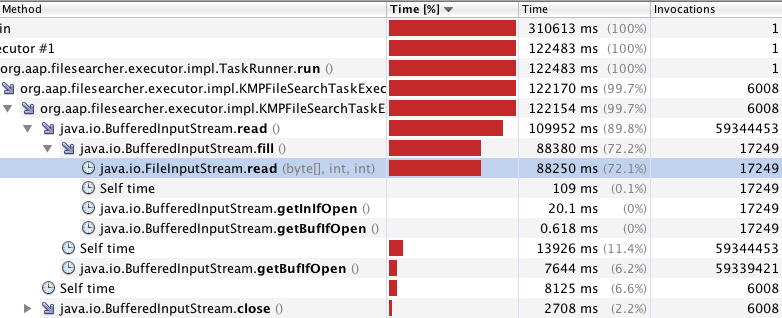 Method Time [%] Time Invocations
in 310613 ms (100%) 1
ecutor #1 122483 ms (100%) 1
org.aap.filesearcher.executor.impl.TaskRunner.run () 122483 ms (100%) 1
org.aap.filesearcher.executor.impl.KMPFileSearchTaskExec 122170 ms (99.7%) 6008
org.aap.filesearcher.executor.impl.KMPFileSearchTaskE 122154 ms (99.7%) 6008
java.io.BufferedInputStream.read () 109952 ms (89.8%) 59344453
java.io.BufferedInputStream.fill () 88380 ms (72.2%) 17249
java.io.FileInputStream.read (byte[], int, int) 88250 ms (72.1%) 17249
Self time 109 ms (0.1%) 17249
java.io.BufferedInputStream.getInIfOpen () 20.1 ms (0%) 17249
java.io.BufferedInputStream.getBufIfOpen () 0.618 ms (0%) 17249
Self time 13926 ms (11.4%) 59344453
java.io.BufferedInputStream.getBufIfOpen () 7644 ms (6.2%) 59339421
Self time 8125 ms (6.6%) 6008
java.io.BufferedInputStream.close () 2708 ms (2.2%) 6008